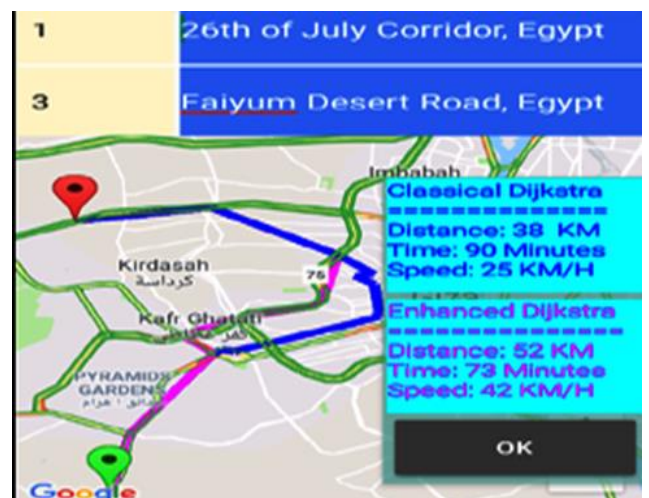 1
26th of July Corridor, Egypt
3
Faiyum Desert Road, Egypt
Imbabah
Classical Dijkstra
================
Distance: 38 KM
Time: 90 Minutes
Speed: 25 KM/H
Kirdasah
كرداسة
75
Kafr Ghatati
Enhanced Dijkstra
================
Distance: 52 KM
Time: 73 Minutes
Speed: 42 KM/H
PYRAMIDS
GARDENS
OK
Google